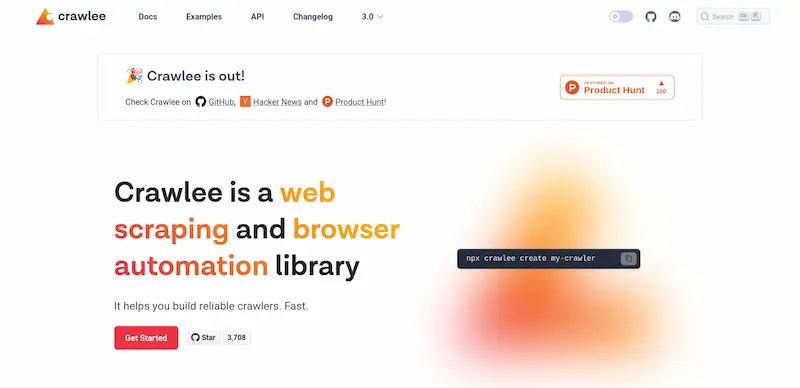 crawlee Docs Examples API Changelog 3.0 Search
🎉 Crawlee is out!
Check Crawlee on GitHub, Hacker News and Product Hunt!
FEATURED ON
Product Hunt
100
Crawlee is a web
scraping and browser
automation library
npx crawlee create my-crawler
It helps you build reliable crawlers. Fast.
Get Started Star 3,708